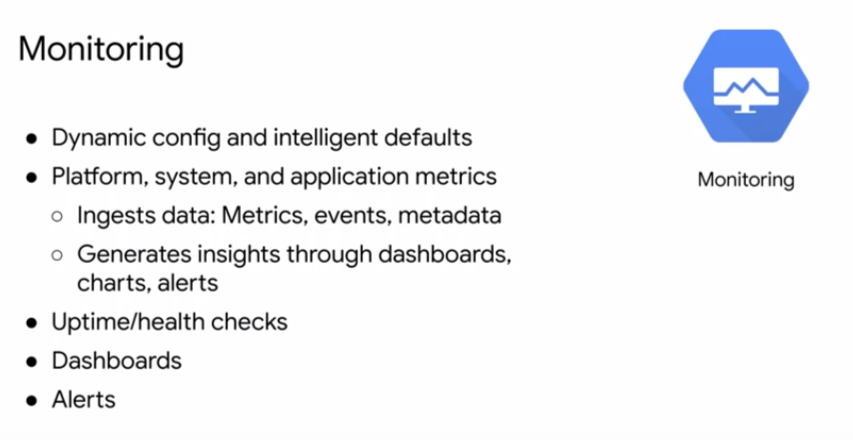 Monitoring
● Dynamic config and intelligent defaults
● Platform, system, and application metrics
○ Ingests data: Metrics, events, metadata
○ Generates insights through dashboards,
charts, alerts
● Uptime/health checks
● Dashboards
● Alerts
Monitoring